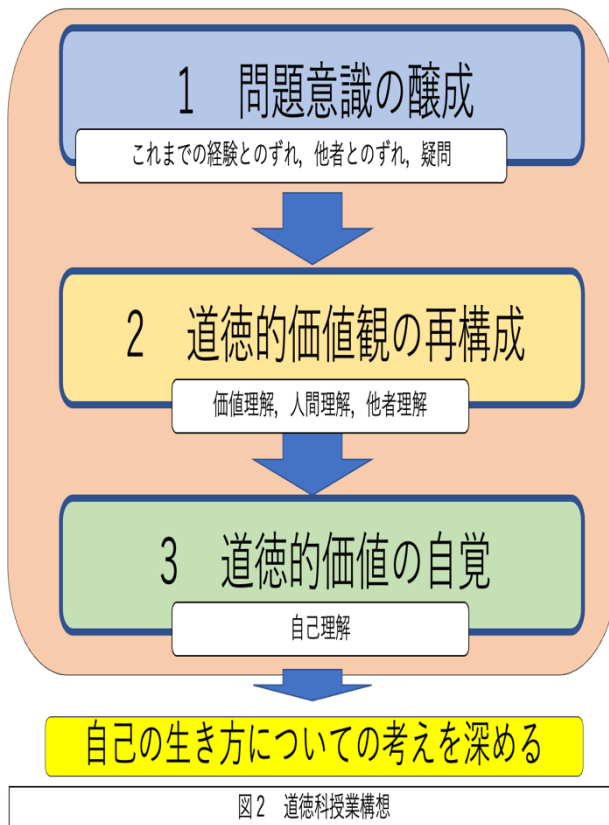 1　問題意識の醸成
これまでの経験とのずれ，他者とのずれ，疑問
2　道徳的価値観の再構成
価値理解，人間理解，他者理解
3　道徳的価値の自覚
自己理解
自己の生き方についての考えを深める
図２　道徳科授業構想